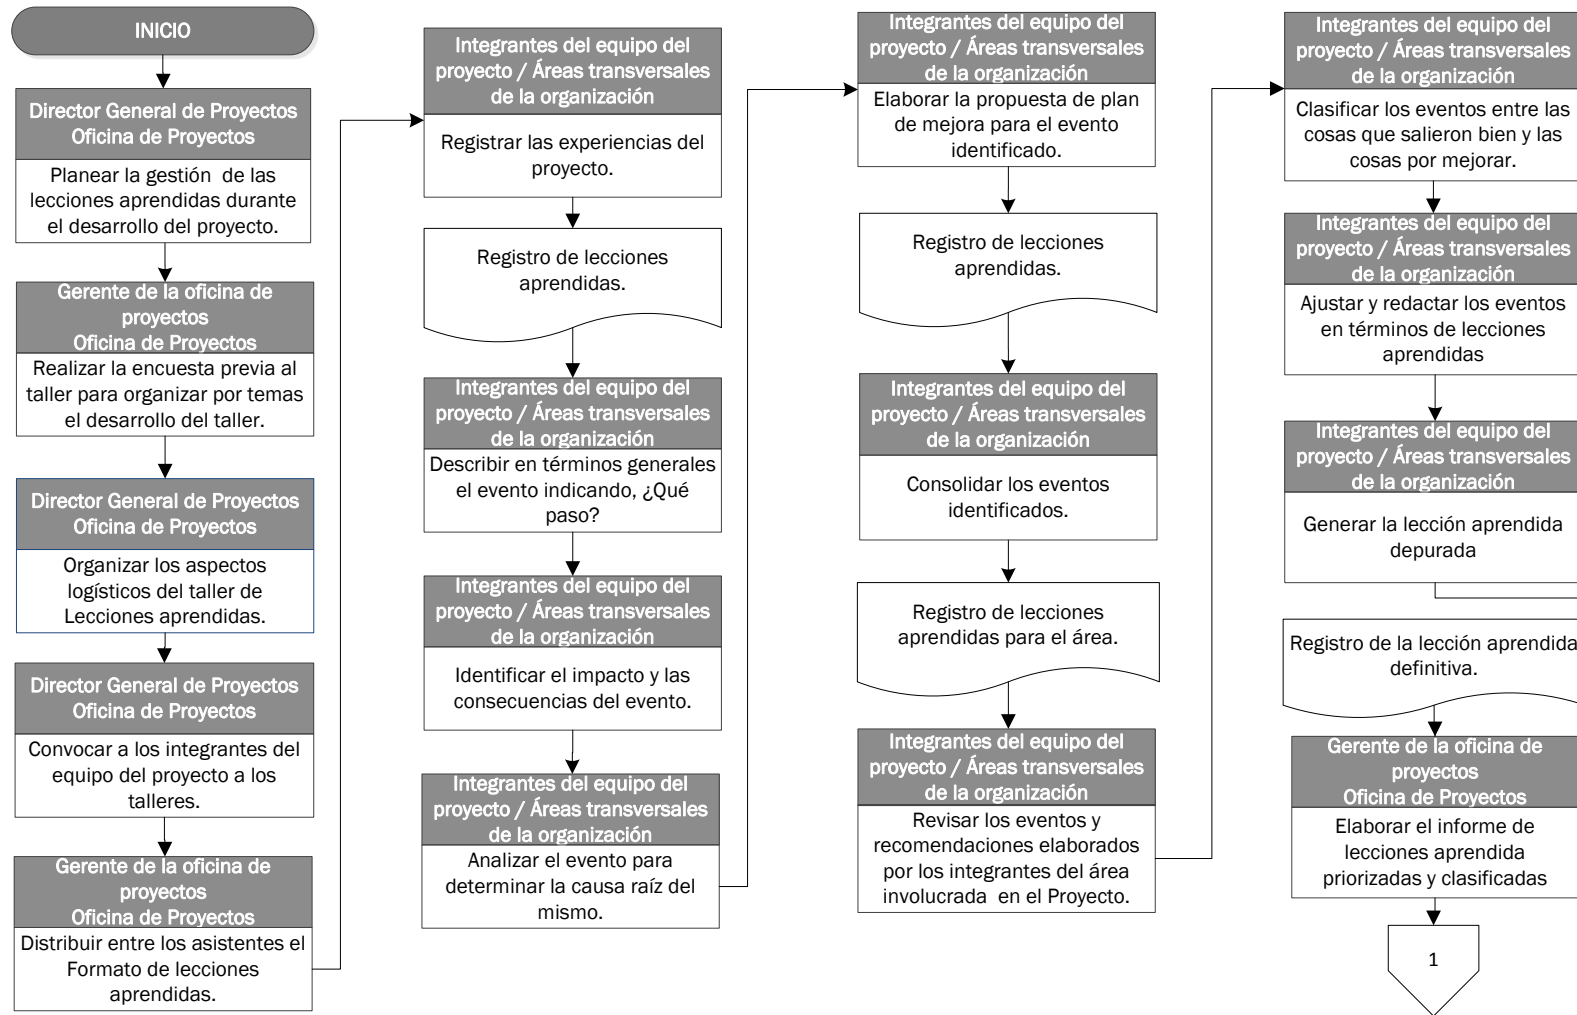 INICIO
Director General de Proyectos
Oficina de Proyectos
Planear la gestión de las
lecciones aprendidas durante
el desarrollo del proyecto.
Gerente de la oficina de
proyectos
Oficina de Proyectos
Realizar la encuesta previa al
taller para organizar por temas
el desarrollo del taller.
Director General de Proyectos
Oficina de Proyectos
Organizar los aspectos
logísticos del taller de
Lecciones aprendidas.
Director General de Proyectos
Oficina de Proyectos
Convocar a los integrantes del
equipo del proyecto a los
talleres.
Gerente de la oficina de
proyectos
Oficina de Proyectos
Distribuir entre los asistentes el
Formato de lecciones
aprendidas.
Integrantes del equipo del
proyecto / Áreas transversales
de la organización
Registrar las experiencias del
proyecto.
Registro de lecciones
aprendidas.
Integrantes del equipo del
proyecto / Áreas transversales
de la organización
Describir en términos generales
el evento indicando, ¿Qué
paso?
Integrantes del equipo del
proyecto / Áreas transversales
de la organización
Identificar el impacto y las
consecuencias del evento.
Integrantes del equipo del
proyecto / Áreas transversales
de la organización
Analizar el evento para
determinar la causa raíz del
mismo.
Integrantes del equipo del
proyecto / Áreas transversales
de la organización
Elaborar la propuesta de plan
de mejora para el evento
identificado.
Registro de lecciones
aprendidas.
Integrantes del equipo del
proyecto / Áreas transversales
de la organización
Consolidar los eventos
identificados.
Registro de lecciones
aprendidas para el área.
Integrantes del equipo del
proyecto / Áreas transversales
de la organización
Revisar los eventos y
recomendaciones elaborados
por los integrantes del área
involucrada en el Proyecto.
Integrantes del equipo del
proyecto / Áreas transversales
de la organización
Clasificar los eventos entre las
cosas que salieron bien y las
cosas por mejorar.
Integrantes del equipo del
proyecto / Áreas transversales
de la organización
Ajustar y redactar los eventos
en términos de lecciones
aprendidas
Integrantes del equipo del
proyecto / Áreas transversales
de la organización
Generar la lección aprendida
depurada
Registro de la lección aprendida
definitiva.
Gerente de la oficina de
proyectos
Oficina de Proyectos
Elaborar el informe de
lecciones aprendida
priorizadas y clasificadas
1